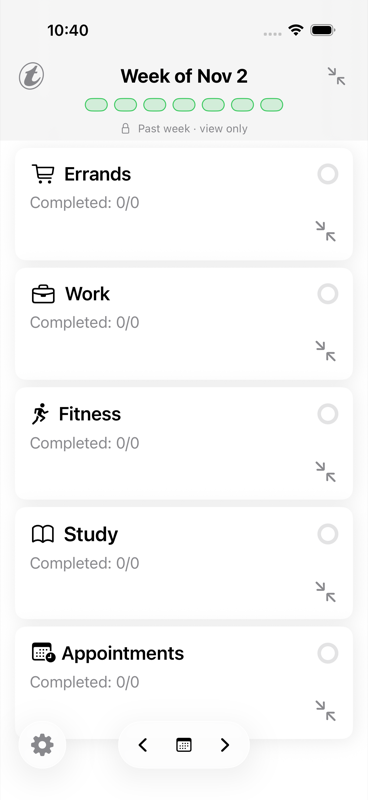 10:40
Week of Nov 2
Past week · view only
Errands
Completed: 0/0
Work
Completed: 0/0
Fitness
Completed: 0/0
Study
Completed: 0/0
Appointments
Completed: 0/0